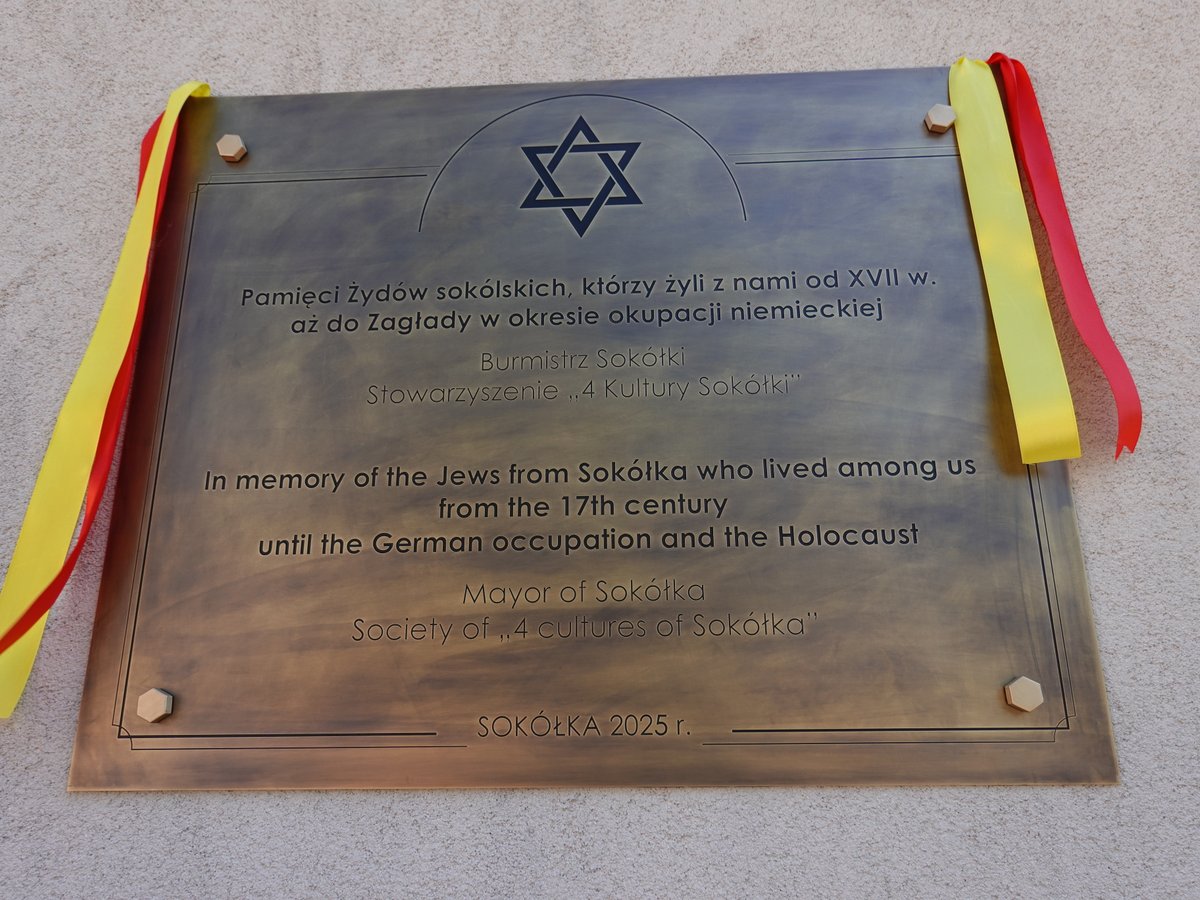 Pamięci Żydów sokólskich, którzy żyli z nami od XVII w.
aż do Zagłady w okresie okupacji niemieckiej
Burmistrz Sokółki
Stowarzyszenie „4 Kultury Sokółki”
In memory of the Jews from Sokółka who lived among us
from the 17th century
until the German occupation and the Holocaust
Mayor of Sokółka
Society of „4 cultures of Sokółka”
SOKÓŁKA 2025 r.